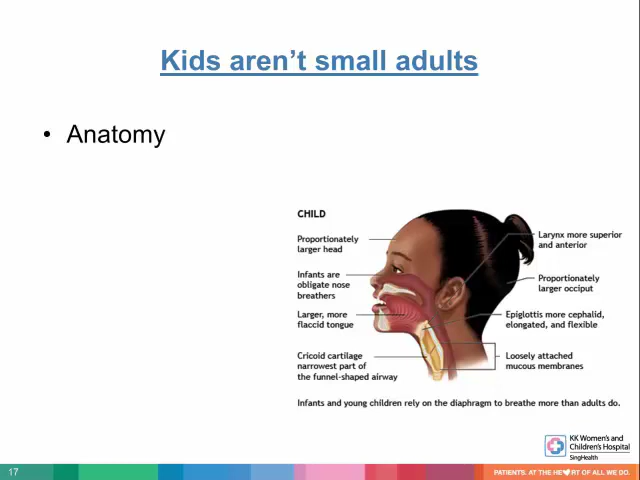 Kids aren't small adults
• Anatomy
CHILD
Proportionately
larger head
Infants are
obligate nose
breathers
Larger, more
flaccid tongue
Cricoid cartilage
narrowest part of
the funnel-shaped airway
Larynx more superior
and anterior
Proportionately
larger occiput
Epiglottis more cephalid,
elongated, and flexible
Loosely attached
mucous membranes
Infants and young children rely on the diaphragm to breathe more than adults do.
KK Women's and
Children's Hospital
SingHealth
17
PATIENTS. AT THE HE♥RT OF ALL WE DO.